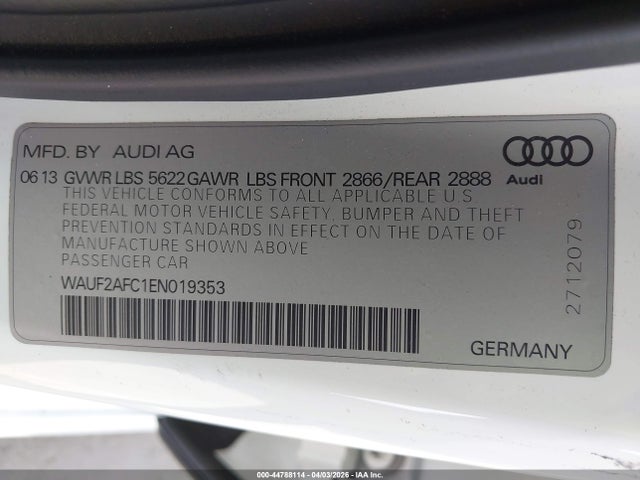 MFD. BY AUDI AG
06 13 GVWR LBS 5622 GAWR LBS FRONT 2866/REAR 2888
Audi
THIS VEHICLE CONFORMS TO ALL APPLICABLE U.S
FEDERAL MOTOR VEHICLE SAFETY, BUMPER AND THEFT
PREVENTION STANDARDS IN EFFECT ON THE DATE OF
MANUFACTURE SHOWN ABOVE
PASSENGER CAR
WAUF2AFC1EN019353
2712079
GERMANY
000-44788114 - 04/03/2026 - IAA Inc.